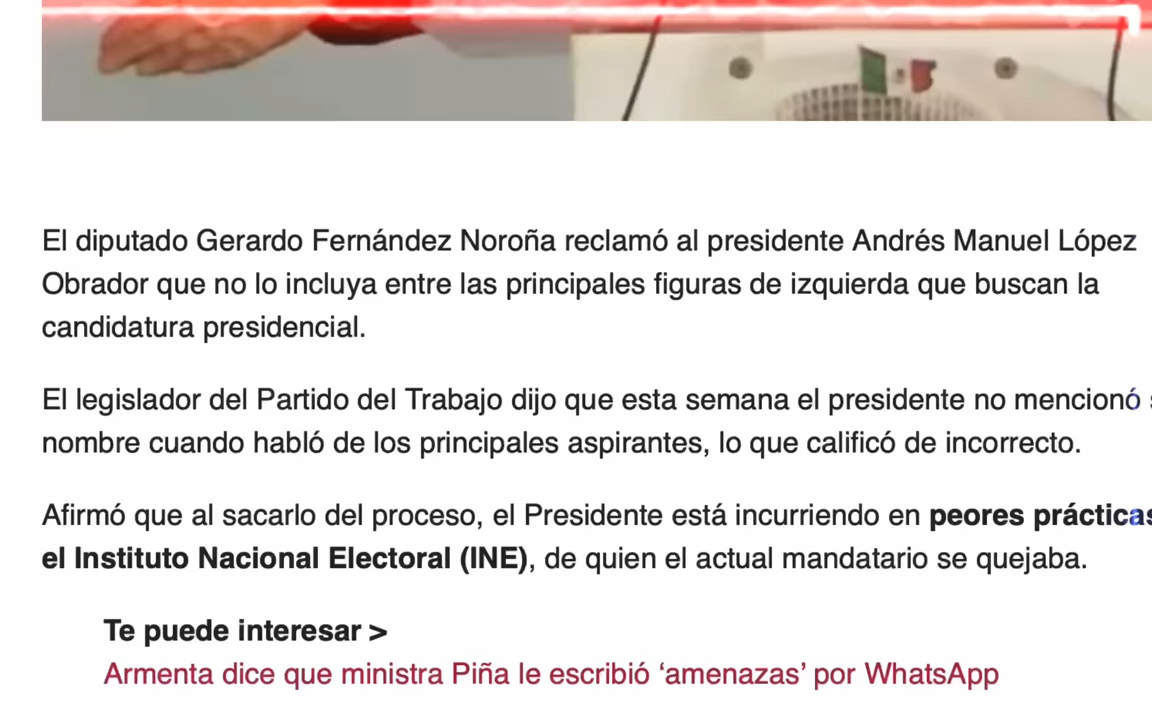 El diputado Gerardo Fernández Noroña reclamó al presidente Andrés Manuel López
Obrador que no lo incluya entre las principales figuras de izquierda que buscan la
candidatura presidencial.
El legislador del Partido del Trabajo dijo que esta semana el presidente no mencionó
nombre cuando habló de los principales aspirantes, lo que calificó de incorrecto.
Afirmó que al sacarlo del proceso, el Presidente está incurriendo en peores prácticas
el Instituto Nacional Electoral (INE), de quien el actual mandatario se quejaba.
Te puede interesar >
Armenta dice que ministra Piña le escribió ‘amenazas’ por WhatsApp